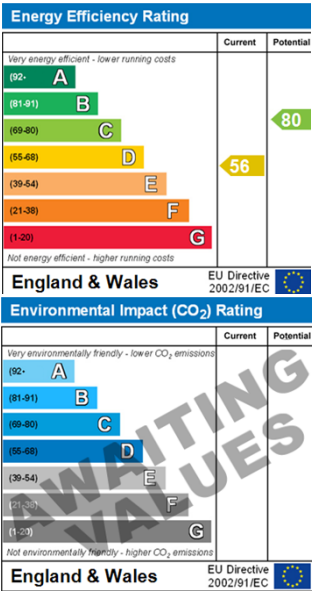 Energy Efficiency Rating
Current Potential
Very energy efficient - lower running costs
(92- A
(81-91) B
(69-80) C
80
(55-68) D
56
(39-54) E
(21-38) F
(1-20) G
Not energy efficient - higher running costs
England & Wales
EU Directive
2002/91/EC
Environmental Impact (CO2) Rating
Current Potential
Very environmentally friendly - lower CO2 emissions
(92- A
(81-91) B
(69-80) C
(55-68) D
(39-54) E
(21-38) F
(1-20) G
AWAITING
VALUES
Not environmentally friendly - higher CO2 emissions
England & Wales
EU Directive
2002/91/EC